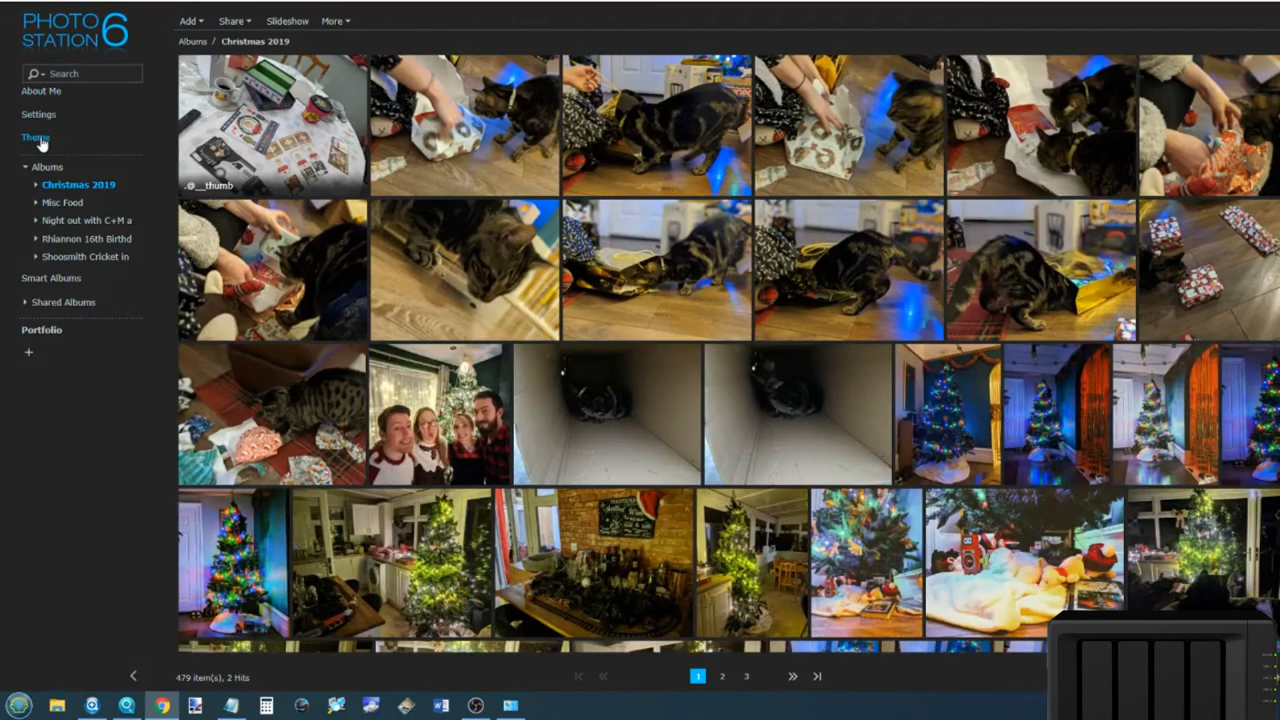 PHOTO
STATION 6
Add
Share
Slideshow
More
Albums / Christmas 2019
Search
About Me
Settings
Theme
Albums
Christmas 2019
Misc Food
Night out with C+M a
Rhiannon 16th Birthd
Shoosmith Cricket in
Smart Albums
Shared Albums
Portfolio
+
.@__thumb
479 item(s), 2 Hits
1 2 3